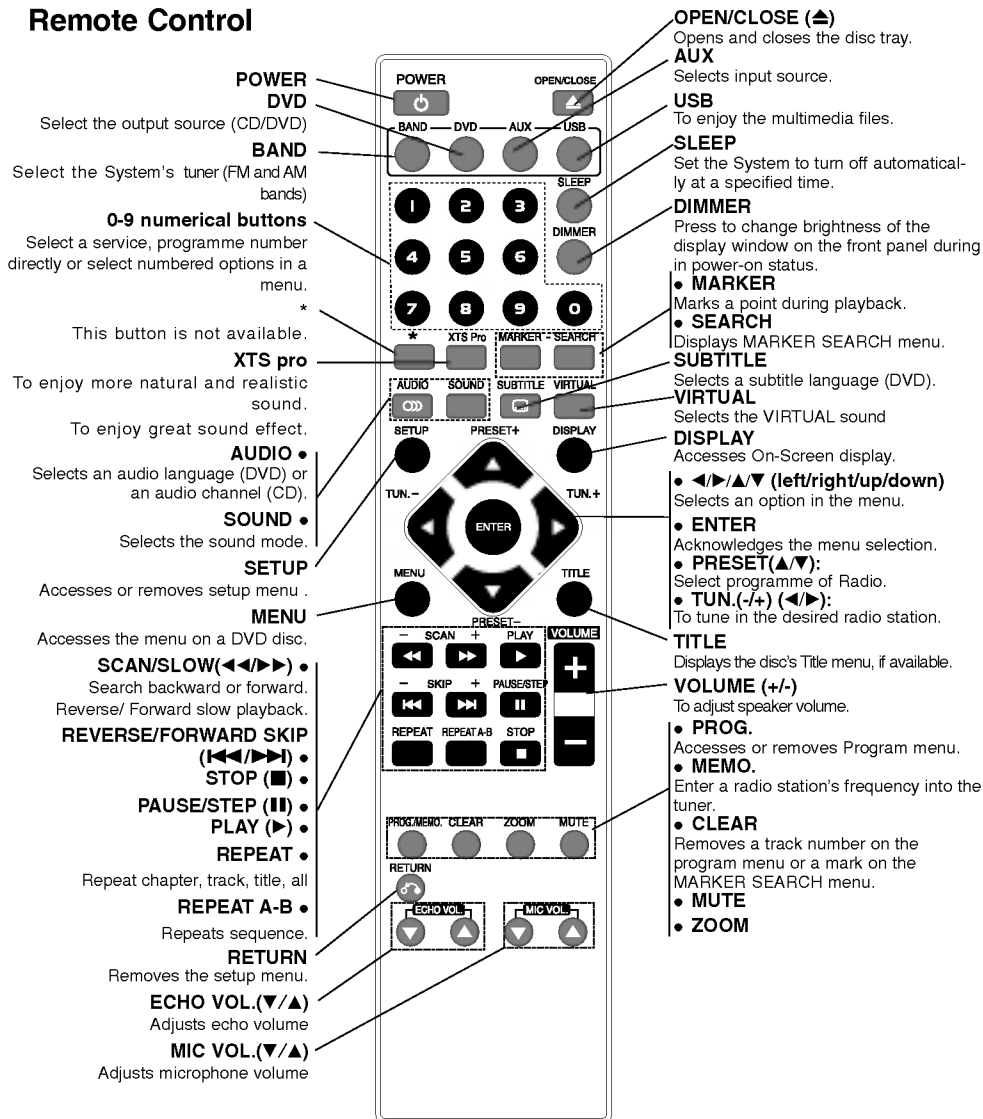 Remote Control
POWER
DVD
Select the output source (CD/DVD)
BAND
Select the System's tuner (FM and AM
bands)
0-9 numerical buttons
Select a service, programme number
directly or select numbered options in a
menu.
*
This button is not available.
XTS pro
To enjoy more natural and realistic
sound.
To enjoy great sound effect.
AUDIO •
Selects an audio language (DVD) or
an audio channel (CD).
SOUND •
Selects the sound mode.
SETUP
Accesses or removes setup menu .
MENU
Accesses the menu on a DVD disc.
SCAN/SLOW(◄◄/►►) •
Search backward or forward.
Reverse/ Forward slow playback.
REVERSE/FORWARD SKIP
(I◄◄/►►I) •
STOP (■) •
PAUSE/STEP (II) •
PLAY (►) •
REPEAT •
Repeat chapter, track, title, all
REPEAT A-B •
Repeats sequence.
RETURN
Removes the setup menu.
ECHO VOL.(▼/▲)
Adjusts echo volume
MIC VOL.(▼/▲)
Adjusts microphone volume
POWER OPEN/CLOSE
BAND DVD AUX USB
SLEEP
1 2 3
DIMMER
4 5 6
7 8 9 0
* XTS Pro MARKER SEARCH
AUDIO SOUND SUBTITLE VIRTUAL
SETUP PRESET+ DISPLAY
TUN.- TUN.+
ENTER
MENU TITLE
PRESET-
- SCAN + PLAY VOLUME
+
- SKIP + PAUSE/STEP
REPEAT REPEAT A-B STOP
-
PROG./MEMO. CLEAR ZOOM MUTE
RETURN
ECHO VOL. MIC VOL.
OPEN/CLOSE (⏏)
Opens and closes the disc tray.
AUX
Selects input source.
USB
To enjoy the multimedia files.
SLEEP
Set the System to turn off automatical-
ly at a specified time.
DIMMER
Press to change brightness of the
display window on the front panel during
in power-on status.
• MARKER
Marks a point during playback.
• SEARCH
Displays MARKER SEARCH menu.
SUBTITLE
Selects a subtitle language (DVD).
VIRTUAL
Selects the VIRTUAL sound
DISPLAY
Accesses On-Screen display.
• ◄/►/▲/▼ (left/right/up/down)
Selects an option in the menu.
• ENTER
Acknowledges the menu selection.
• PRESET(▲/▼):
Select programme of Radio.
• TUN.(-/+) (◄/►):
To tune in the desired radio station.
TITLE
Displays the disc's Title menu, if available.
VOLUME (+/-)
To adjust speaker volume.
• PROG.
Accesses or removes Program menu.
• MEMO.
Enter a radio station's frequency into the
tuner.
• CLEAR
Removes a track number on the
program menu or a mark on the
MARKER SEARCH menu.
• MUTE
• ZOOM